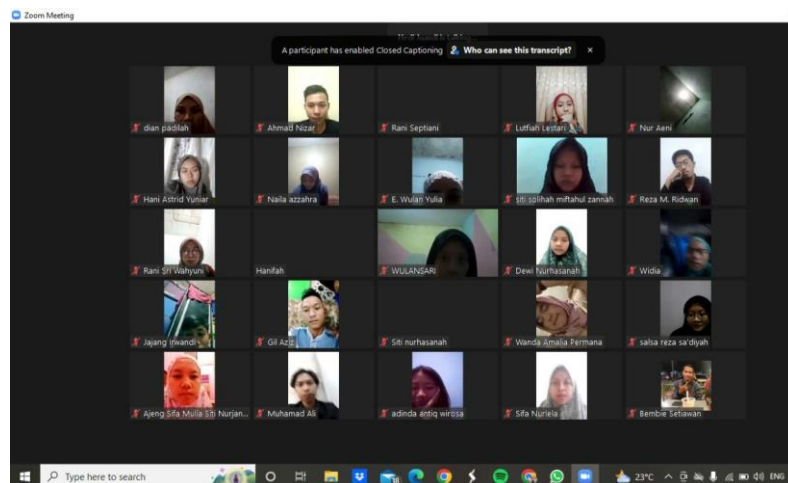 Zoom Meeting
A participant has enabled Closed Captioning Who can see this transcript? ×
dian padilah
Ahmad Nizar
Rani Septiani
Lutfiah Lestari
Nur Aeni
Hani Astrid Yuniar
Naila azzahra
E. Wulan Yulia
siti solihah miftahul zannah
Reza M. Ridwan
Rani Sri Wahyuni
Hanifah
WULANSARI
Dewi Nurhasanah
Widia
Jajang Irwandi
Gil Aziz
Siti nurhasanah
Wanda Amalia Permana
salsa reza sa'diyah
Ajeng Sifa Mulia Siti Nurjan...
Muhamad Ali
adinda antiq wirosa
Sifa Nurlela
Bembie Setiawan
Type here to search
23°C
ENG